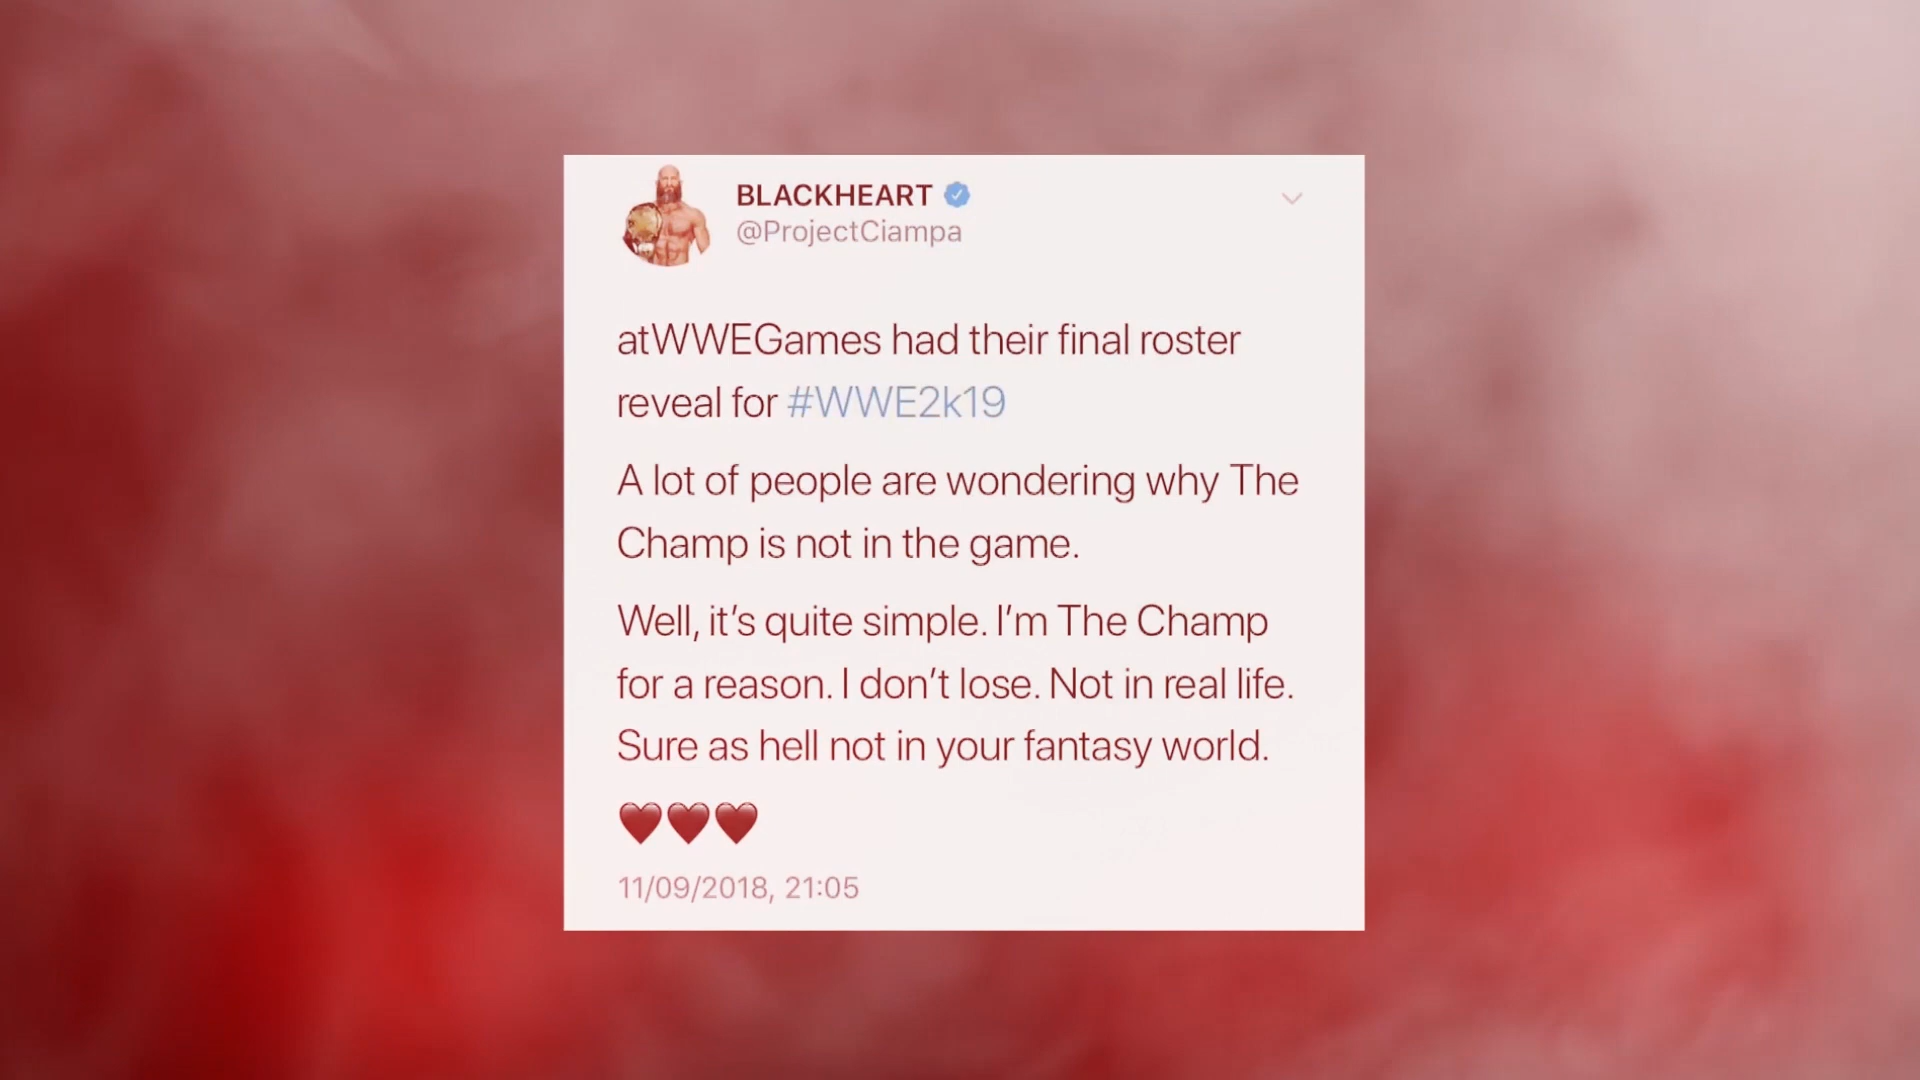 BLACKHEART
@ProjectCiampa
atWWEGames had their final roster
reveal for #WWE2k19
A lot of people are wondering why The
Champ is not in the game.
Well, it’s quite simple. I’m The Champ
for a reason. I don’t lose. Not in real life.
Sure as hell not in your fantasy world.
🖤🖤🖤
11/09/2018, 21:05